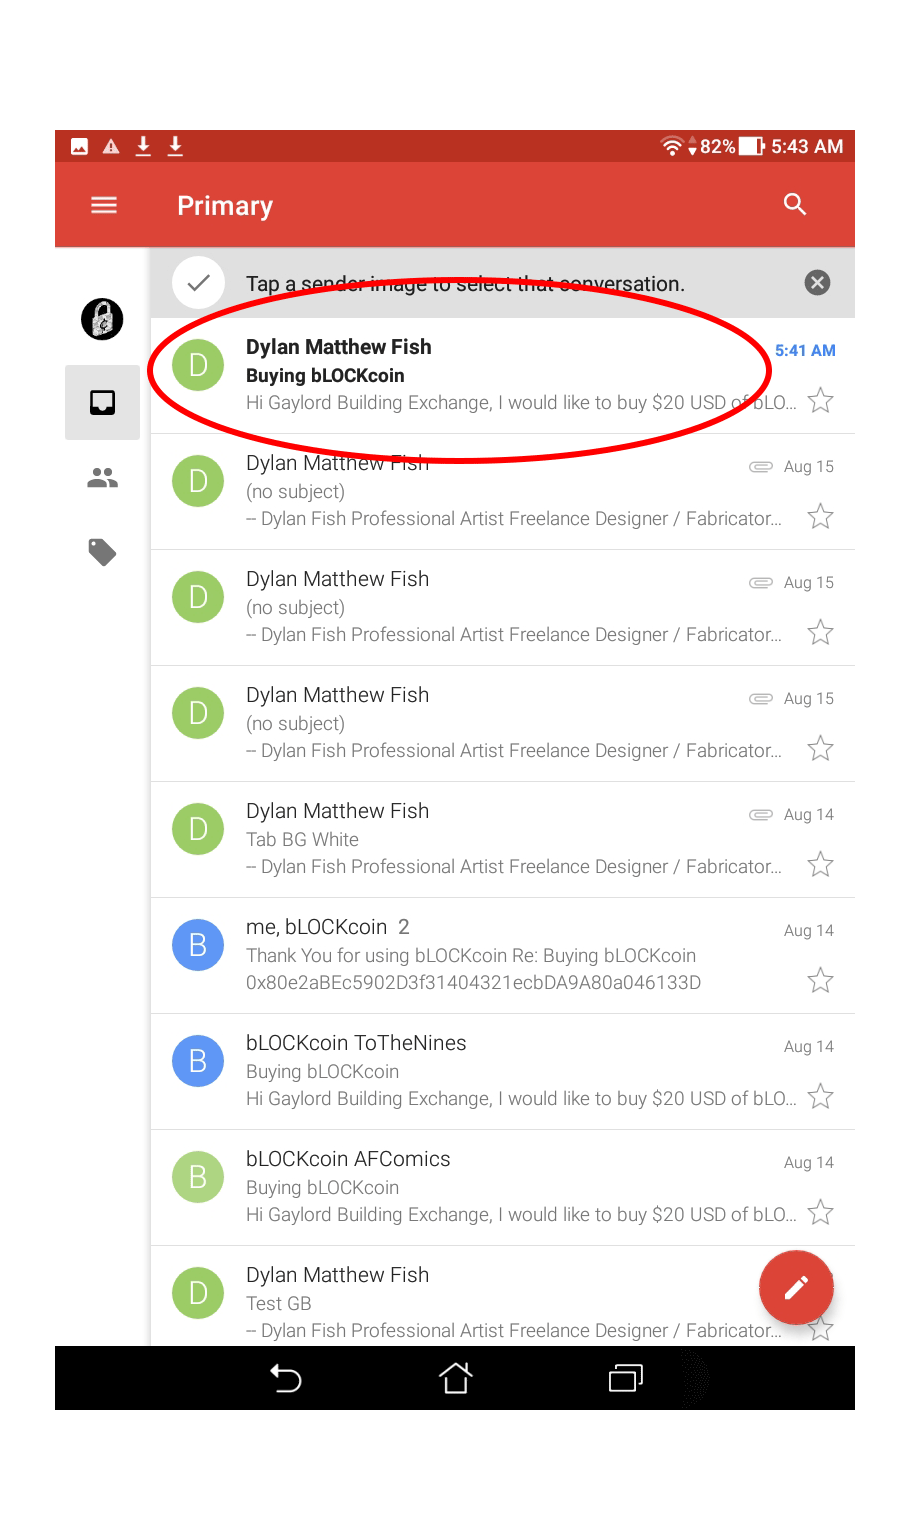 82% 5:43 AM
Primary
Tap a sender image to select that conversation.
D
Dylan Matthew Fish
5:41 AM
Buying bLOCKcoin
Hi Gaylord Building Exchange, I would like to buy $20 USD of bLO...
D
Dylan Matthew Fish
Aug 15
(no subject)
-- Dylan Fish Professional Artist Freelance Designer / Fabricator...
D
Dylan Matthew Fish
Aug 15
(no subject)
-- Dylan Fish Professional Artist Freelance Designer / Fabricator...
D
Dylan Matthew Fish
Aug 15
(no subject)
-- Dylan Fish Professional Artist Freelance Designer / Fabricator...
D
Dylan Matthew Fish
Aug 14
Tab BG White
-- Dylan Fish Professional Artist Freelance Designer / Fabricator...
B
me, bLOCKcoin 2
Aug 14
Thank You for using bLOCKcoin Re: Buying bLOCKcoin
0x80e2aBEc5902D3f31404321ecbDA9A80a046133D
B
bLOCKcoin ToTheNines
Aug 14
Buying bLOCKcoin
Hi Gaylord Building Exchange, I would like to buy $20 USD of bLO...
B
bLOCKcoin AFComics
Aug 14
Buying bLOCKcoin
Hi Gaylord Building Exchange, I would like to buy $20 USD of bLO...
D
Dylan Matthew Fish
Test GB
-- Dylan Fish Professional Artist Freelance Designer / Fabricator...